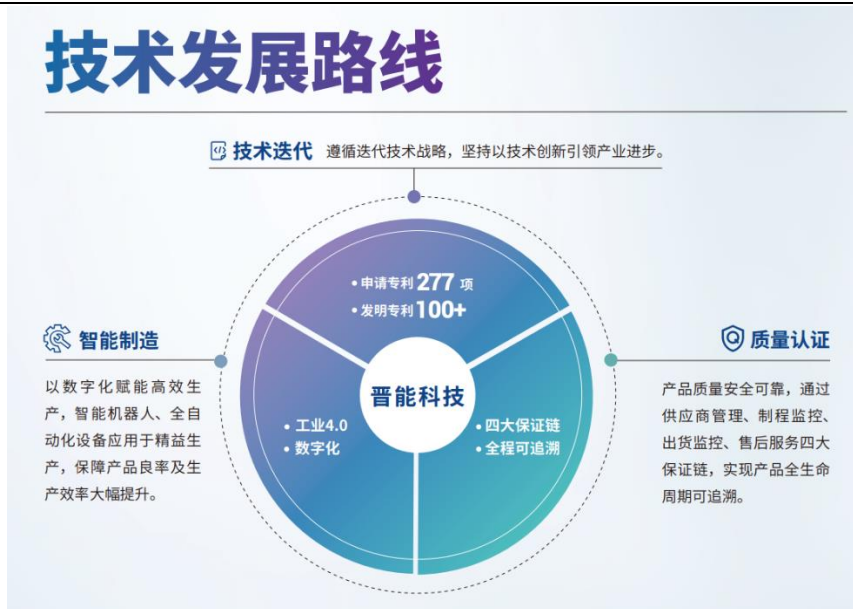 技术发展路线
技术迭代 遵循迭代技术战略，坚持以技术创新引领产业进步。
• 申请专利 277 项
• 发明专利 100+
智能制造
以数字化赋能高效生
产，智能机器人、全自
动化设备应用于精益生
产，保障产品良率及生
产效率大幅提升。
• 工业4.0
• 数字化
晋能科技
• 四大保证链
• 全程可追溯
质量认证
产品质量安全可靠，通过
供应商管理、制程监控、
出货监控、售后服务四大
保证链，实现产品全生命
周期可追溯。